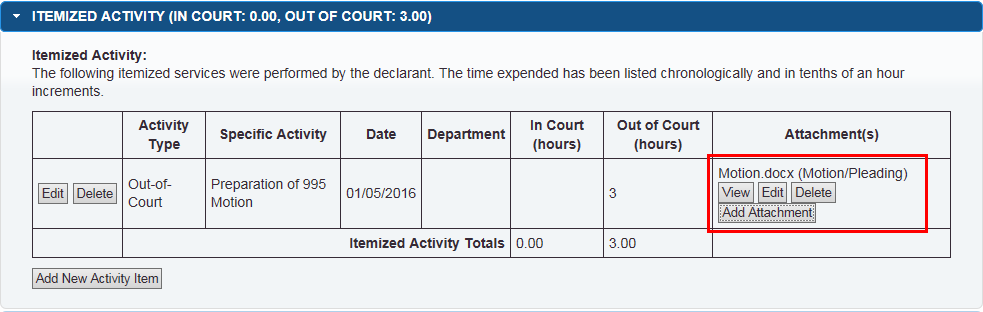 ITEMIZED ACTIVITY (IN COURT: 0.00, OUT OF COURT: 3.00)
Itemized Activity:
The following itemized services were performed by the declarant. The time expended has been listed chronologically and in tenths of an hour
increments.
Activity Type Specific Activity Date Department In Court (hours) Out of Court (hours) Attachment(s)
Edit Delete Out-of-Court Preparation of 995 Motion 01/05/2016 3 Motion.docx (Motion/Pleading)
View Edit Delete
Add Attachment
Itemized Activity Totals 0.00 3.00
Add New Activity Item